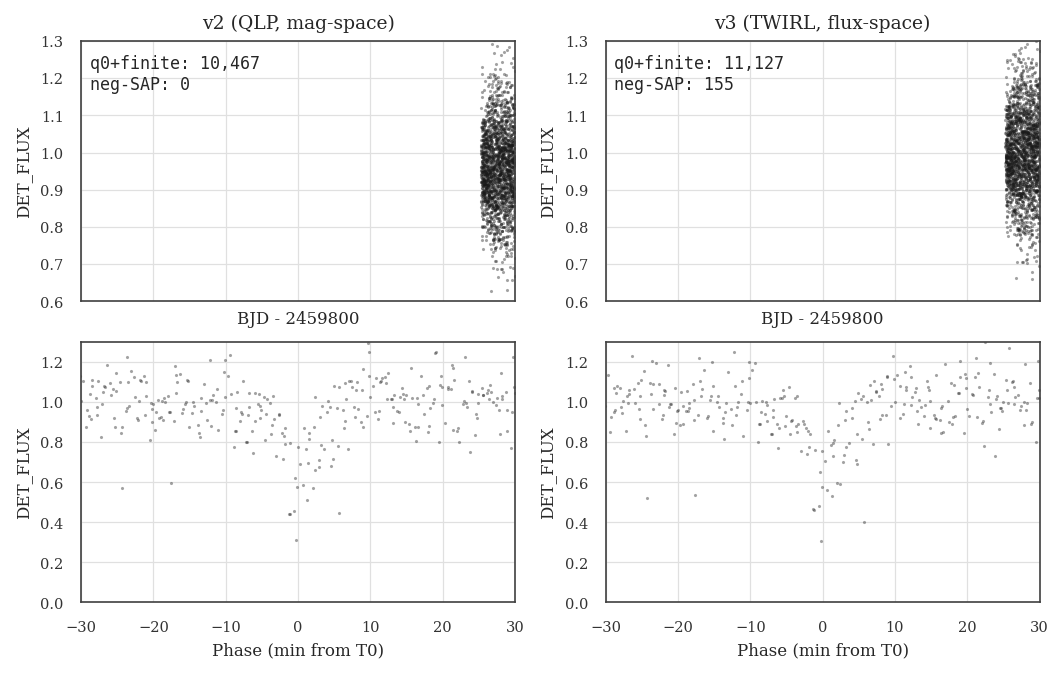 v2 (QLP, mag-space)
v3 (TWIRL, flux-space)
q0+finite: 10,467
neg-SAP: 0
q0+finite: 11,127
neg-SAP: 155
DET_FLUX
1.3
1.2
1.1
1.0
0.9
0.8
0.7
0.6
DET_FLUX
1.3
1.2
1.1
1.0
0.9
0.8
0.7
0.6
BJD - 2459800
BJD - 2459800
DET_FLUX
1.2
1.0
0.8
0.6
0.4
0.2
0.0
DET_FLUX
1.2
1.0
0.8
0.6
0.4
0.2
0.0
−30 −20 −10 0 10 20 30
−30 −20 −10 0 10 20 30
Phase (min from T0)
Phase (min from T0)